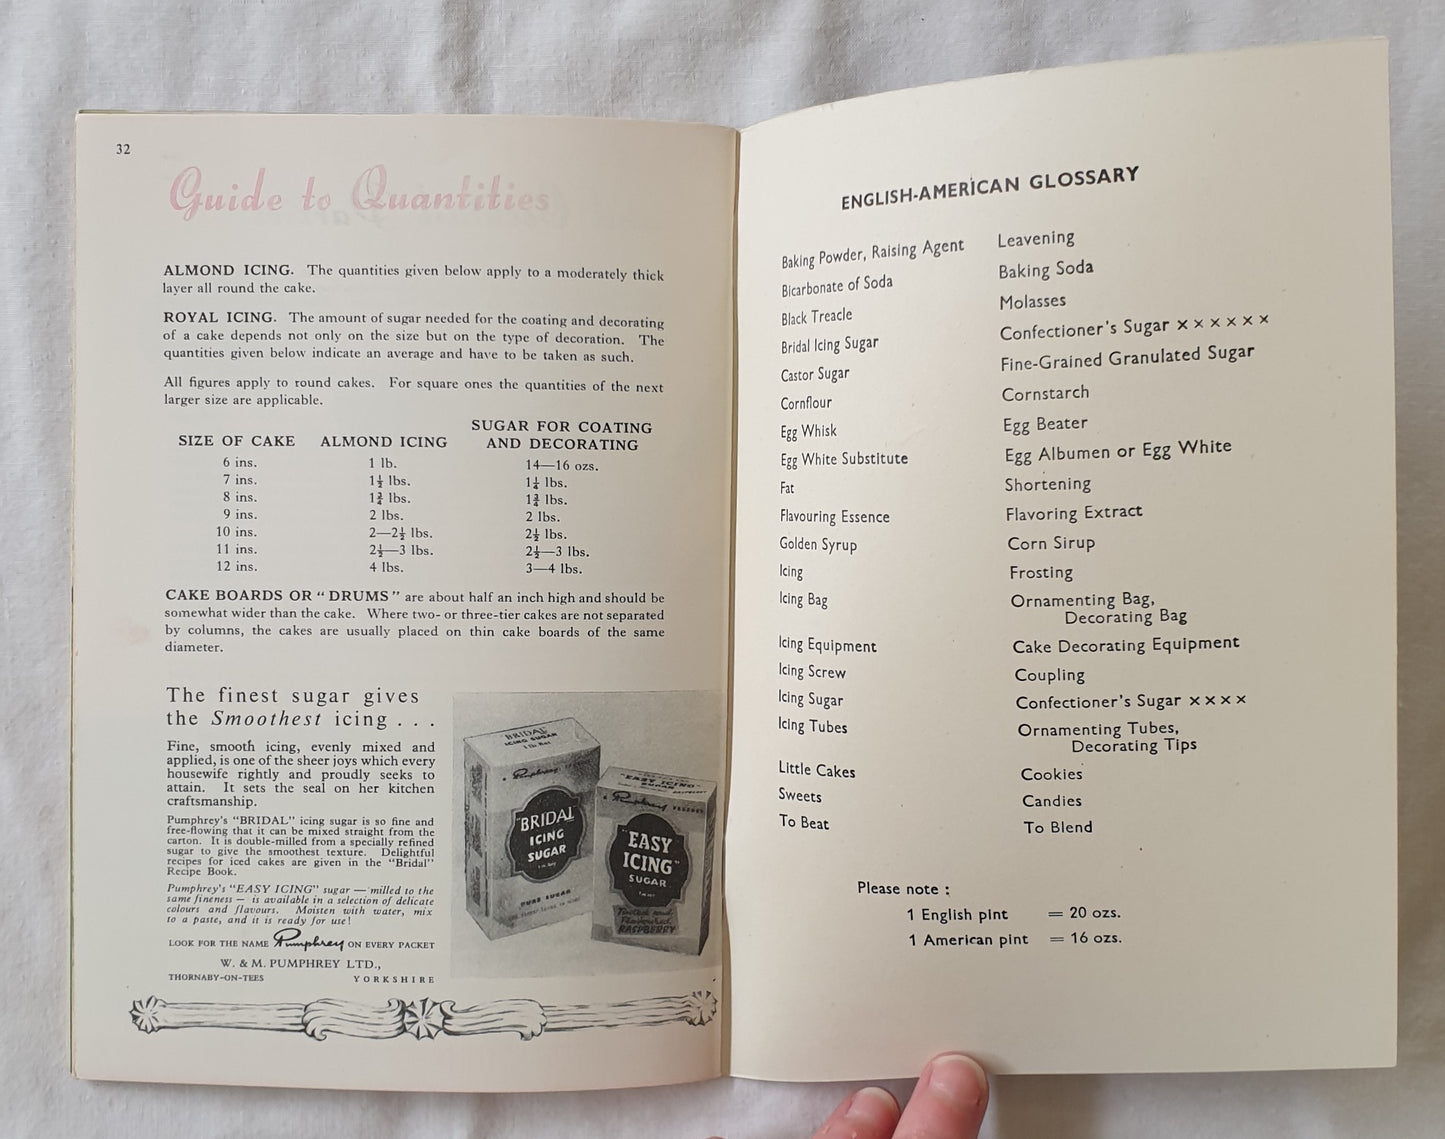 32
Guide to Quantities
ALMOND ICING. The quantities given below apply to a moderately thick
layer all round the cake.
ROYAL ICING. The amount of sugar needed for the coating and decorating
of a cake depends not only on the size but on the type of decoration. The
quantities given below indicate an average and have to be taken as such.
All figures apply to round cakes. For square ones the quantities of the next
larger size are applicable.
SUGAR FOR COATING
SIZE OF CAKE ALMOND ICING AND DECORATING
6 ins. 1 lb. 14—16 ozs.
7 ins. 1½ lbs. 1¼ lbs.
8 ins. 1¾ lbs. 1¾ lbs.
9 ins. 2 lbs. 2 lbs.
10 ins. 2—2½ lbs. 2½ lbs.
11 ins. 2½—3 lbs. 2½—3 lbs.
12 ins. 4 lbs. 3—4 lbs.
CAKE BOARDS OR "DRUMS" are about half an inch high and should be
somewhat wider than the cake. Where two- or three-tier cakes are not separated
by columns, the cakes are usually placed on thin cake boards of the same
diameter.
The finest sugar gives
the Smoothest icing . . .
Fine, smooth icing, evenly mixed and
applied, is one of the sheer joys which every
housewife rightly and proudly seeks to
attain. It sets the seal on her kitchen
craftsmanship.
Pumphrey's "BRIDAL" icing sugar is so fine and
free-flowing that it can be mixed straight from the
carton. It is double-milled from a specially refined
sugar to give the smoothest texture. Delightful
recipes for iced cakes are given in the "Bridal"
Recipe Book.
Pumphrey's "EASY ICING" sugar — milled to the
same fineness — is available in a selection of delicate
colours and flavours. Moisten with water, mix
to a paste, and it is ready for use!
LOOK FOR THE NAME Pumphrey ON EVERY PACKET
W. & M. PUMPHREY LTD.,
THORNABY-ON-TEES YORKSHIRE
"BRIDAL"
ICING SUGAR
Pumphrey
"BRIDAL"
ICING
SUGAR
PURE SUGAR
"EASY ICING"
SUGAR
Pumphrey
"EASY
ICING"
SUGAR
Tinted and
Flavoured
RASPBERRY
ENGLISH-AMERICAN GLOSSARY
Baking Powder, Raising Agent Leavening
Bicarbonate of Soda Baking Soda
Black Treacle Molasses
Bridal Icing Sugar Confectioner's Sugar × × × × × ×
Castor Sugar Fine-Grained Granulated Sugar
Cornflour Cornstarch
Egg Whisk Egg Beater
Egg White Substitute Egg Albumen or Egg White
Fat Shortening
Flavouring Essence Flavoring Extract
Golden Syrup Corn Sirup
Icing Frosting
Icing Bag Ornamenting Bag,
Decorating Bag
Icing Equipment Cake Decorating Equipment
Icing Screw Coupling
Icing Sugar Confectioner's Sugar × × × ×
Icing Tubes Ornamenting Tubes,
Decorating Tips
Little Cakes Cookies
Sweets Candies
To Beat To Blend
Please note :
1 English pint = 20 ozs.
1 American pint = 16 ozs.